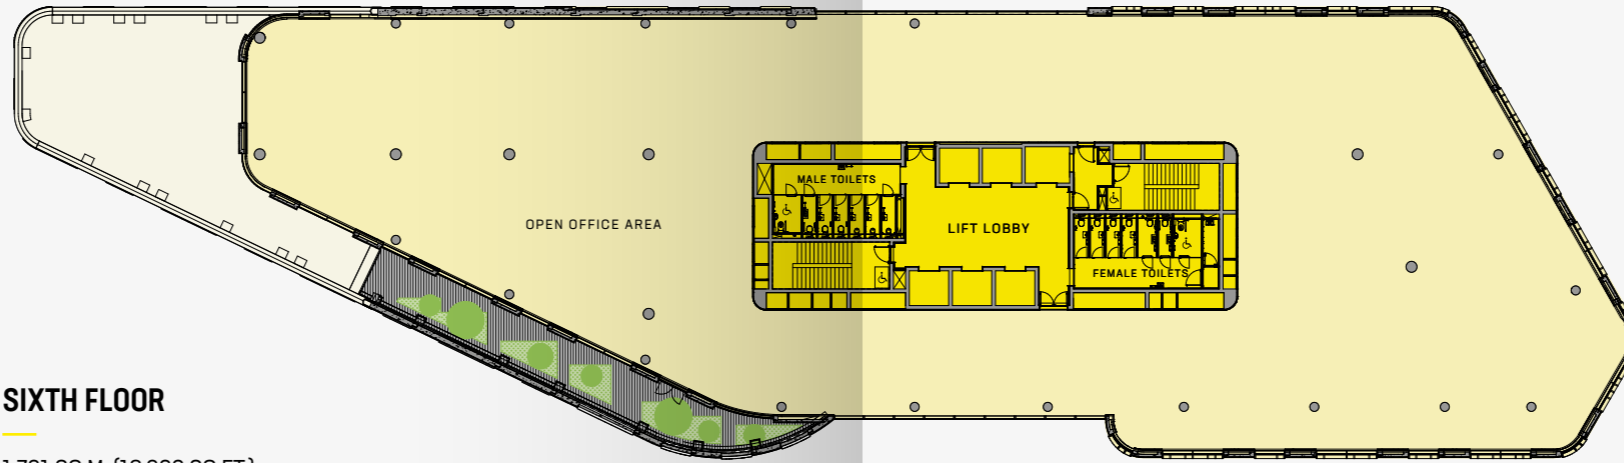 MALE TOILETS
OPEN OFFICE AREA
LIFT LOBBY
FEMALE TOILETS
SIXTH FLOOR